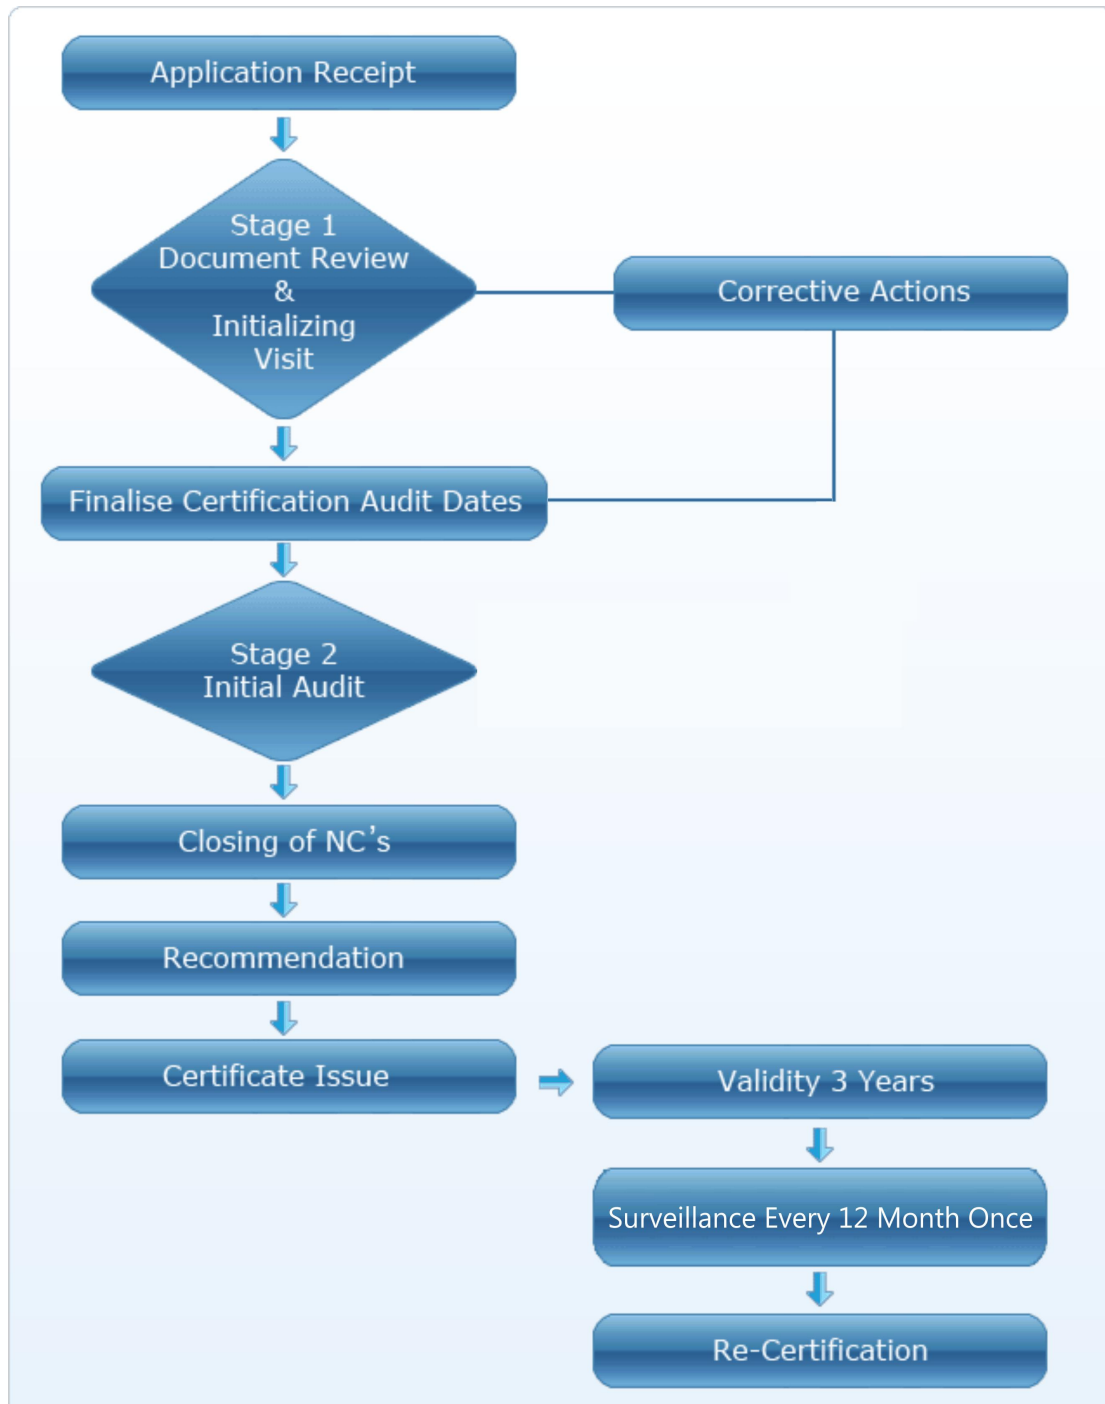 Application Receipt
Stage 1
Document Review
&
Initializing
Visit
Corrective Actions
Finalise Certification Audit Dates
Stage 2
Initial Audit
Closing of NC’s
Recommendation
Certificate Issue
Validity 3 Years
Surveillance Every 12 Month Once
Re-Certification